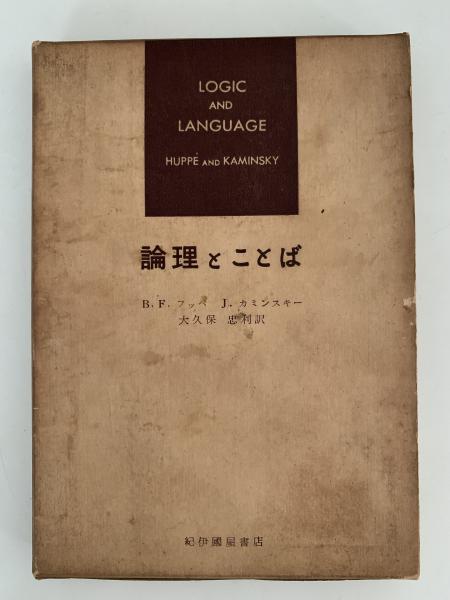 LOGIC
AND
LANGUAGE
HUPPÉ AND KAMINSKY
論理とことば
B. F. フッペ J. カミンスキー
大久保 忠利訳
紀伊國屋書店